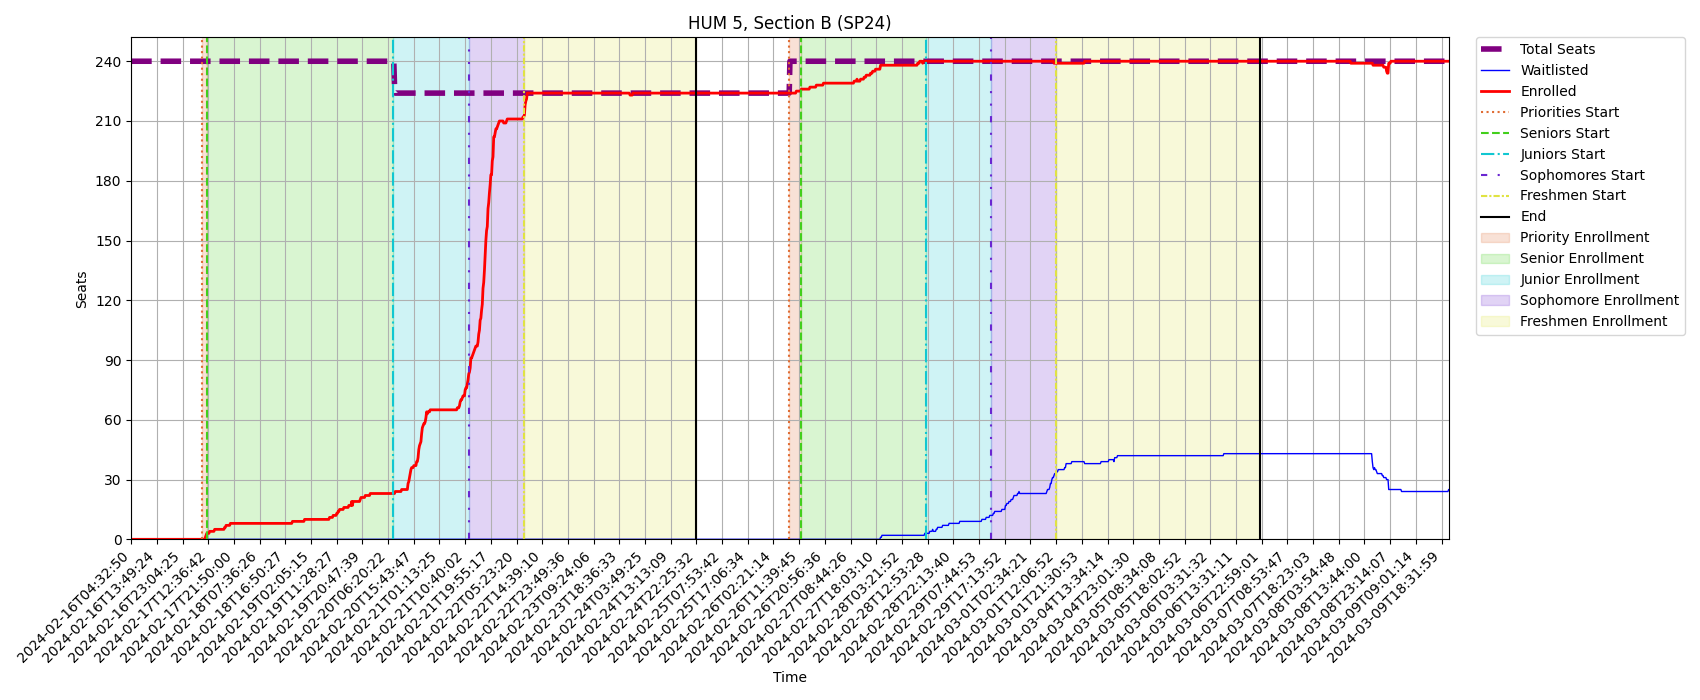 HUM 5, Section B (SP24)
Seats
240
210
180
150
120
90
60
30
0
2024-02-16T04:32:50
2024-02-16T13:49:24
2024-02-16T23:04:25
2024-02-17T12:36:42
2024-02-17T21:50:00
2024-02-18T07:36:26
2024-02-18T16:50:27
2024-02-19T02:05:15
2024-02-19T11:28:27
2024-02-19T20:47:39
2024-02-20T06:20:22
2024-02-20T15:43:47
2024-02-21T01:13:25
2024-02-21T10:40:02
2024-02-21T19:55:17
2024-02-22T05:23:20
2024-02-22T14:39:10
2024-02-22T23:49:36
2024-02-23T09:24:06
2024-02-23T18:36:33
2024-02-24T03:49:25
2024-02-24T13:13:09
2024-02-24T22:25:32
2024-02-25T07:53:42
2024-02-25T17:06:34
2024-02-26T02:21:14
2024-02-26T11:39:45
2024-02-26T20:56:36
2024-02-27T08:44:26
2024-02-27T18:03:10
2024-02-28T03:21:52
2024-02-28T12:53:28
2024-02-28T22:13:40
2024-02-29T07:44:53
2024-02-29T17:13:52
2024-03-01T02:34:21
2024-03-01T12:06:52
2024-03-01T21:30:53
2024-03-04T13:34:14
2024-03-04T23:01:30
2024-03-05T08:34:08
2024-03-05T18:02:52
2024-03-06T03:31:32
2024-03-06T13:31:11
2024-03-06T22:59:01
2024-03-07T08:53:47
2024-03-07T18:23:03
2024-03-08T03:54:48
2024-03-08T13:44:00
2024-03-08T23:14:07
2024-03-09T09:01:14
2024-03-09T18:31:59
Time
Total Seats
Waitlisted
Enrolled
Priorities Start
Seniors Start
Juniors Start
Sophomores Start
Freshmen Start
End
Priority Enrollment
Senior Enrollment
Junior Enrollment
Sophomore Enrollment
Freshmen Enrollment